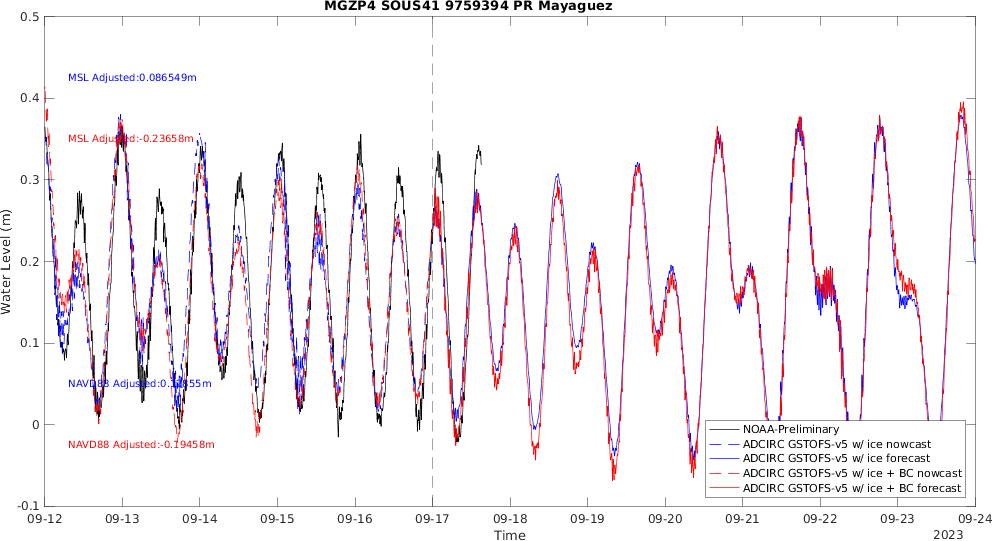 MGZP4 SOUS41 9759394 PR Mayaguez
0.5
0.4
0.3
0.2
0.1
0
-0.1
Water Level (m)
MSL Adjusted:0.086549m
MSL Adjusted:-0.23658m
NAVD88 Adjusted:
NAVD88 Adjusted:-0.19458m
NOAA-Preliminary
ADCIRC GSTOFS-v5 w/ ice nowcast
ADCIRC GSTOFS-v5 w/ ice forecast
ADCIRC GSTOFS-v5 w/ ice + BC nowcast
ADCIRC GSTOFS-v5 w/ ice + BC forecast
09-12 09-13 09-14 09-15 09-16 09-17 09-18 09-19 09-20 09-21 09-22 09-23 09-24
Time
2023